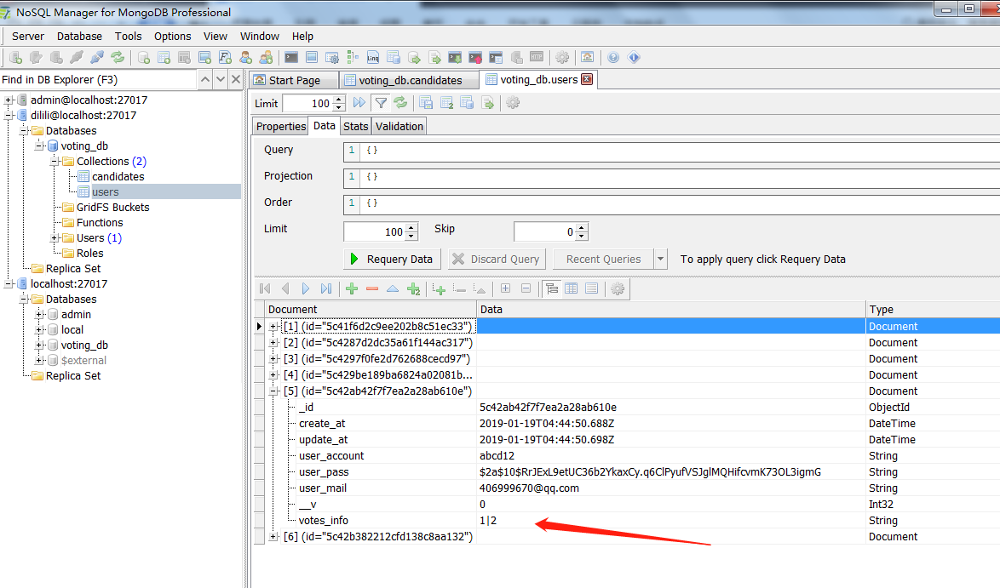 NoSQL Manager for MongoDB Professional
Server Database Tools Options View Window Help
Find in DB Explorer (F3)
admin@localhost:27017
dilili@localhost:27017
Databases
voting_db
Collections (2)
candidates
users
GridFS Buckets
Functions
Users (1)
Roles
Replica Set
localhost:27017
Databases
admin
local
voting_db
$external
Replica Set
Start Page voting_db.candidates voting_db.users
Limit 100
Properties Data Stats Validation
Query 1 {}
Projection 1 {}
Order 1 {}
Limit 100 Skip 0
Requery Data Discard Query Recent Queries To apply query click Requery Data
Document Data Type
[1] (id="5c41f6d2c9ee202b8c51ec33") Document
[2] (id="5c4287d2dc35a61f144ac317") Document
[3] (id="5c4297f0fe2d762688cecd97") Document
[4] (id="5c429be189ba6824a02081b... Document
[5] (id="5c42ab42f7f7ea2a28ab610e") Document
_id 5c42ab42f7f7ea2a28ab610e ObjectId
create_at 2019-01-19T04:44:50.688Z DateTime
update_at 2019-01-19T04:44:50.698Z DateTime
user_account abcd12 String
user_pass $2a$10$RrJExL9etUC36b2YkaxCy.q6ClPyufVSJglMQHifcvmK73OL3igmG String
user_mail 406999670@qq.com String
__v 0 Int32
votes_info 1|2 String
[6] (id="5c42b382212cfd138c8aa132") Document